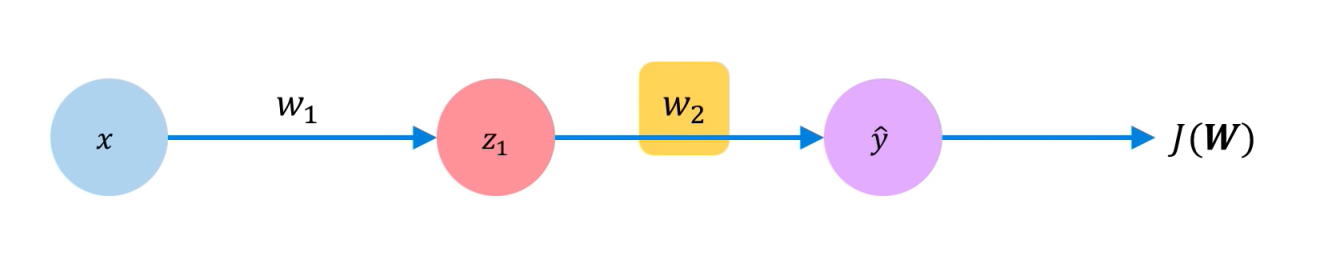 x w₁ z₁ w₂ ŷ J(W)